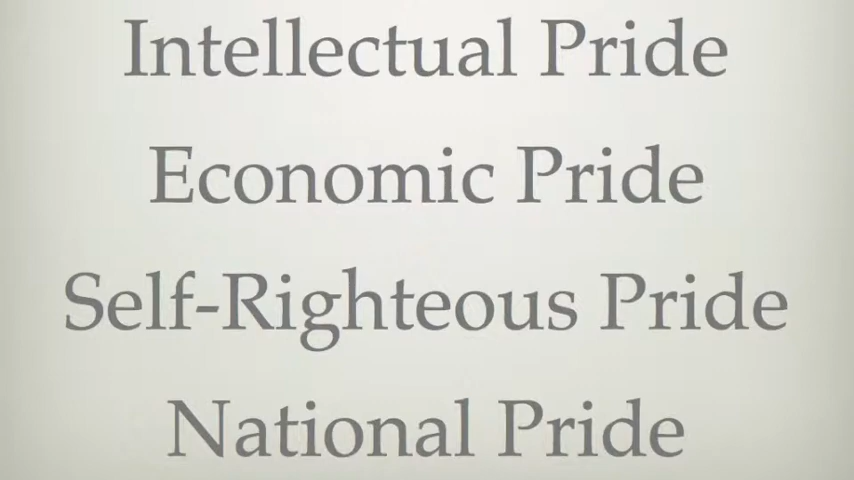 Intellectual Pride
Economic Pride
Self-Righteous Pride
National Pride